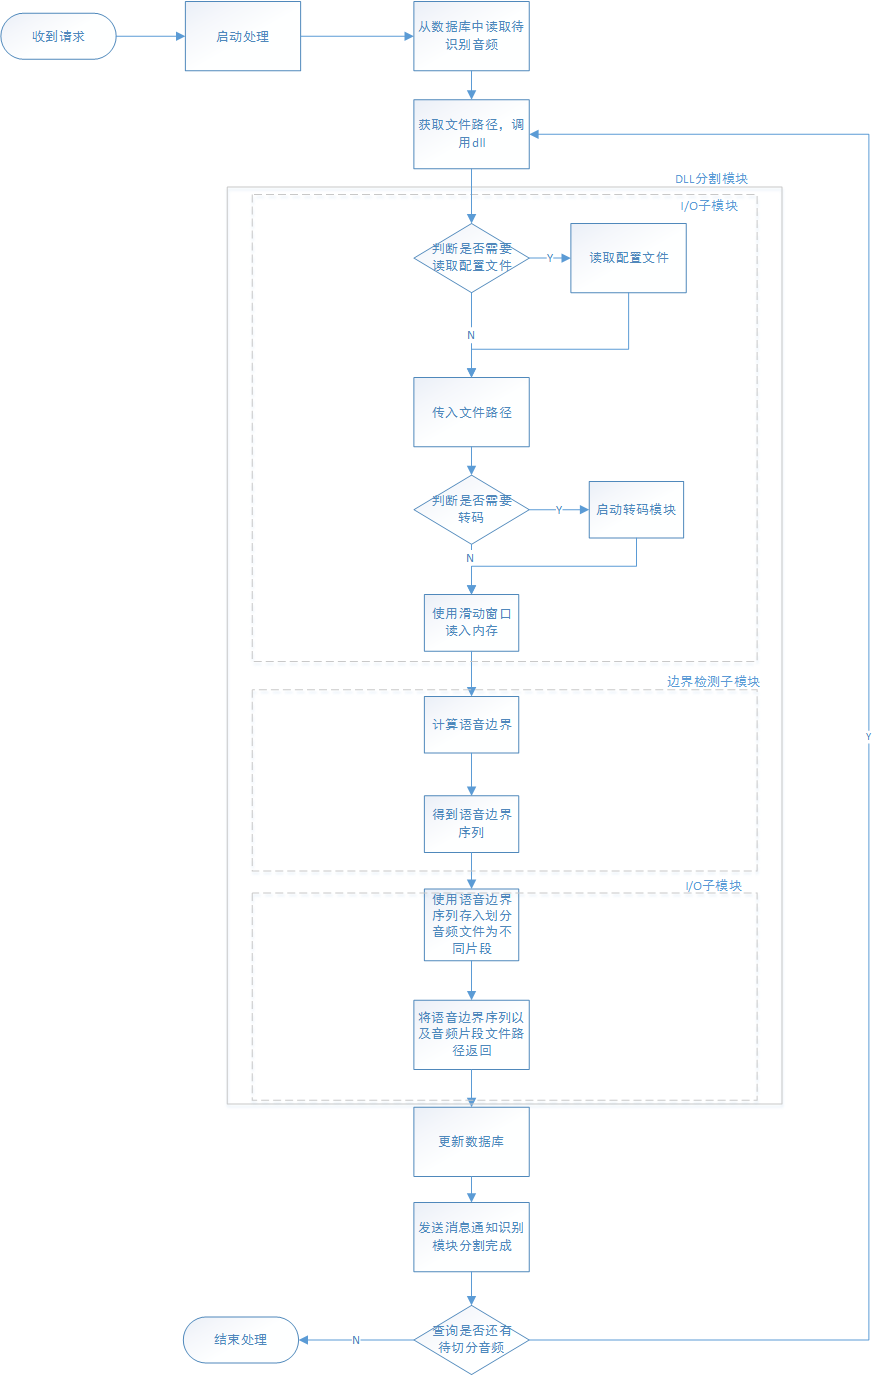 收到请求
启动处理
从数据库中读取待
识别音频
获取文件路径，调
用dll
DLL分割模块
I/O子模块
判断是否需要
读取配置文件
Y
读取配置文件
N
传入文件路径
判断是否需要
转码
Y
启动转码模块
N
使用滑动窗口
读入内存
边界检测子模块
计算语音边界
Y
得到语音边界
序列
I/O子模块
使用语音边界
序列存入划分
音频文件为不
同片段
将语音边界序列以
及音频片段文件路
径返回
更新数据库
发送消息通知识别
模块分割完成
查询是否还有
待切分音频
N
结束处理